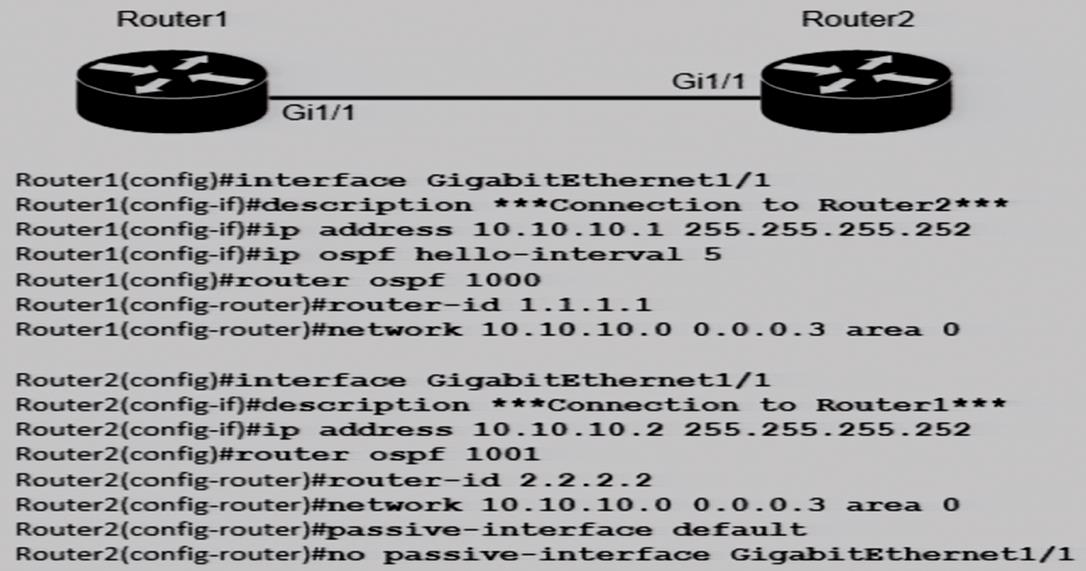 Router1
Router2
Gi1/1
Gi1/1
Router1(config)#interface GigabitEthernet1/1
Router1(config-if)#description ***Connection to Router2***
Router1(config-if)#ip address 10.10.10.1 255.255.255.252
Router1(config-if)#ip ospf hello-interval 5
Router1(config)#router ospf 1000
Router1(config-router)#router-id 1.1.1.1
Router1(config-router)#network 10.10.10.0 0.0.0.3 area 0
Router2(config)#interface GigabitEthernet1/1
Router2(config-if)#description ***Connection to Router1***
Router2(config-if)#ip address 10.10.10.2 255.255.255.252
Router2(config)#router ospf 1001
Router2(config-router)#router-id 2.2.2.2
Router2(config-router)#network 10.10.10.0 0.0.0.3 area 0
Router2(config-router)#passive-interface default
Router2(config-router)#no passive-interface GigabitEthernet1/1